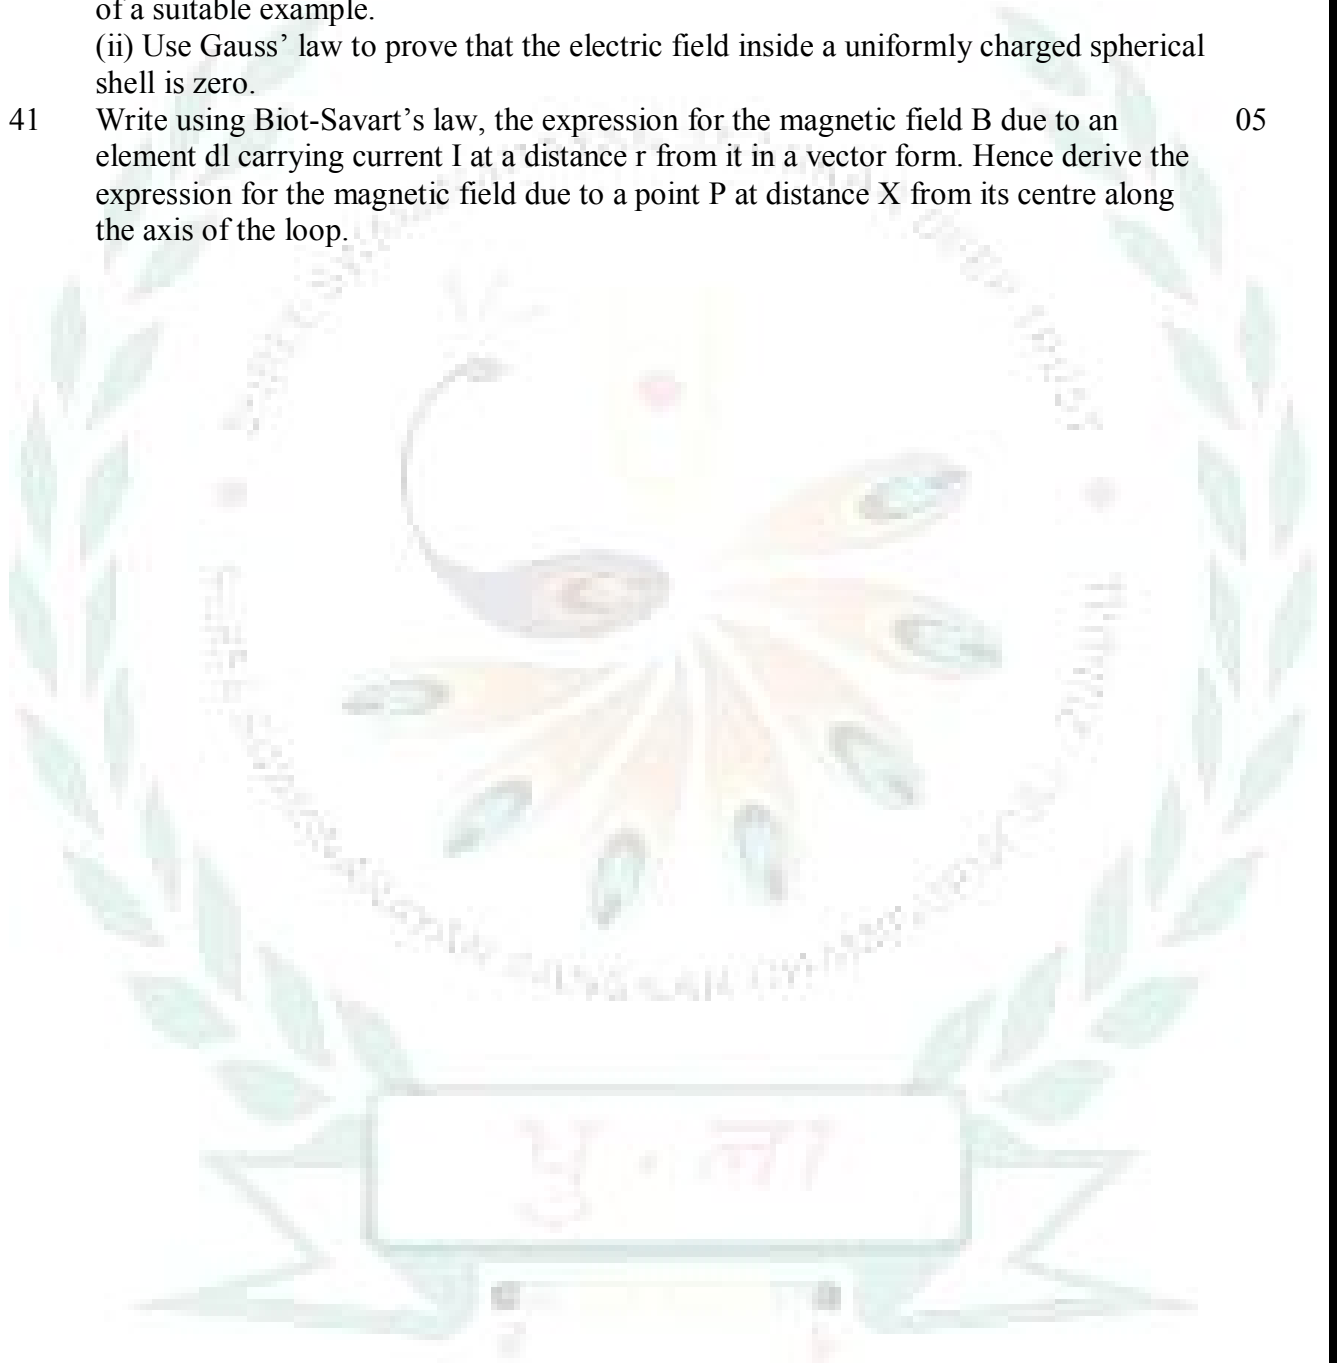 of a suitable example.
(ii) Use Gauss’ law to prove that the electric field inside a uniformly charged spherical
shell is zero.
41 Write using Biot-Savart’s law, the expression for the magnetic field B due to an 05
element dl carrying current I at a distance r from it in a vector form. Hence derive the
expression for the magnetic field due to a point P at distance X from its centre along
the axis of the loop.